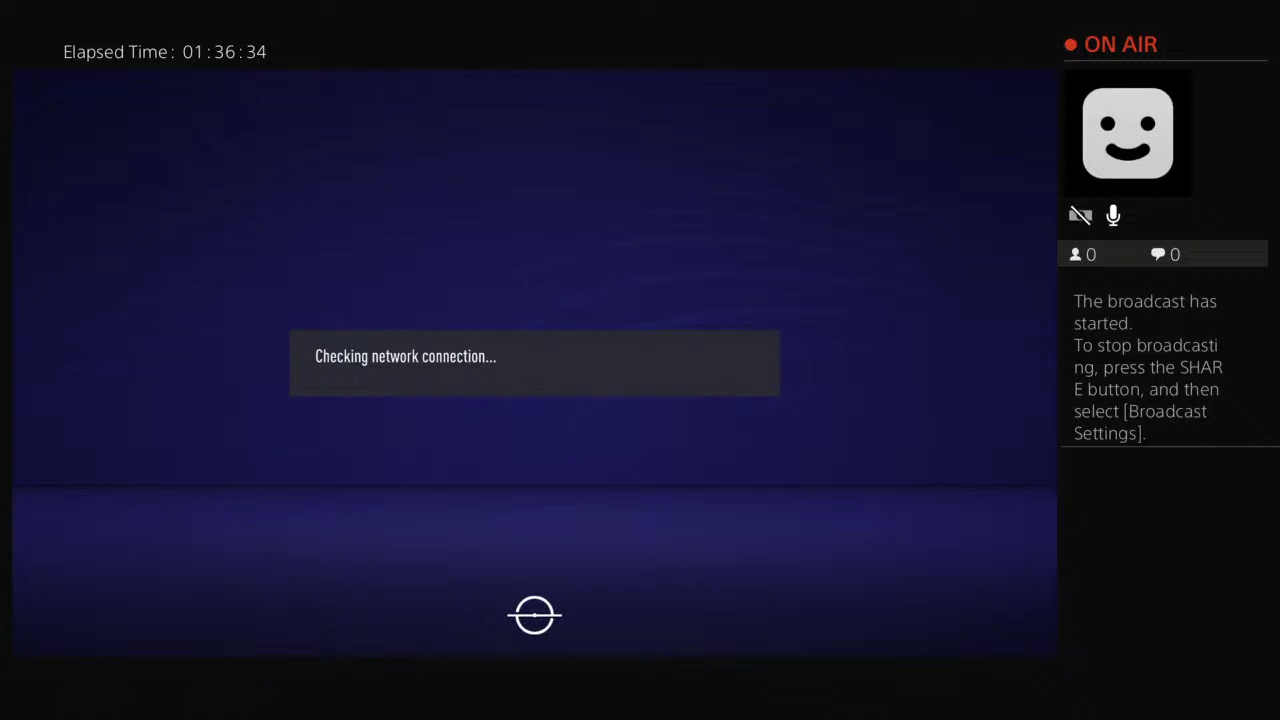 Elapsed Time: 01:36:34
ON AIR
0 0
Checking network connection...
The broadcast has
started.
To stop broadcasti
ng, press the SHAR
E button, and then
select [Broadcast
Settings].